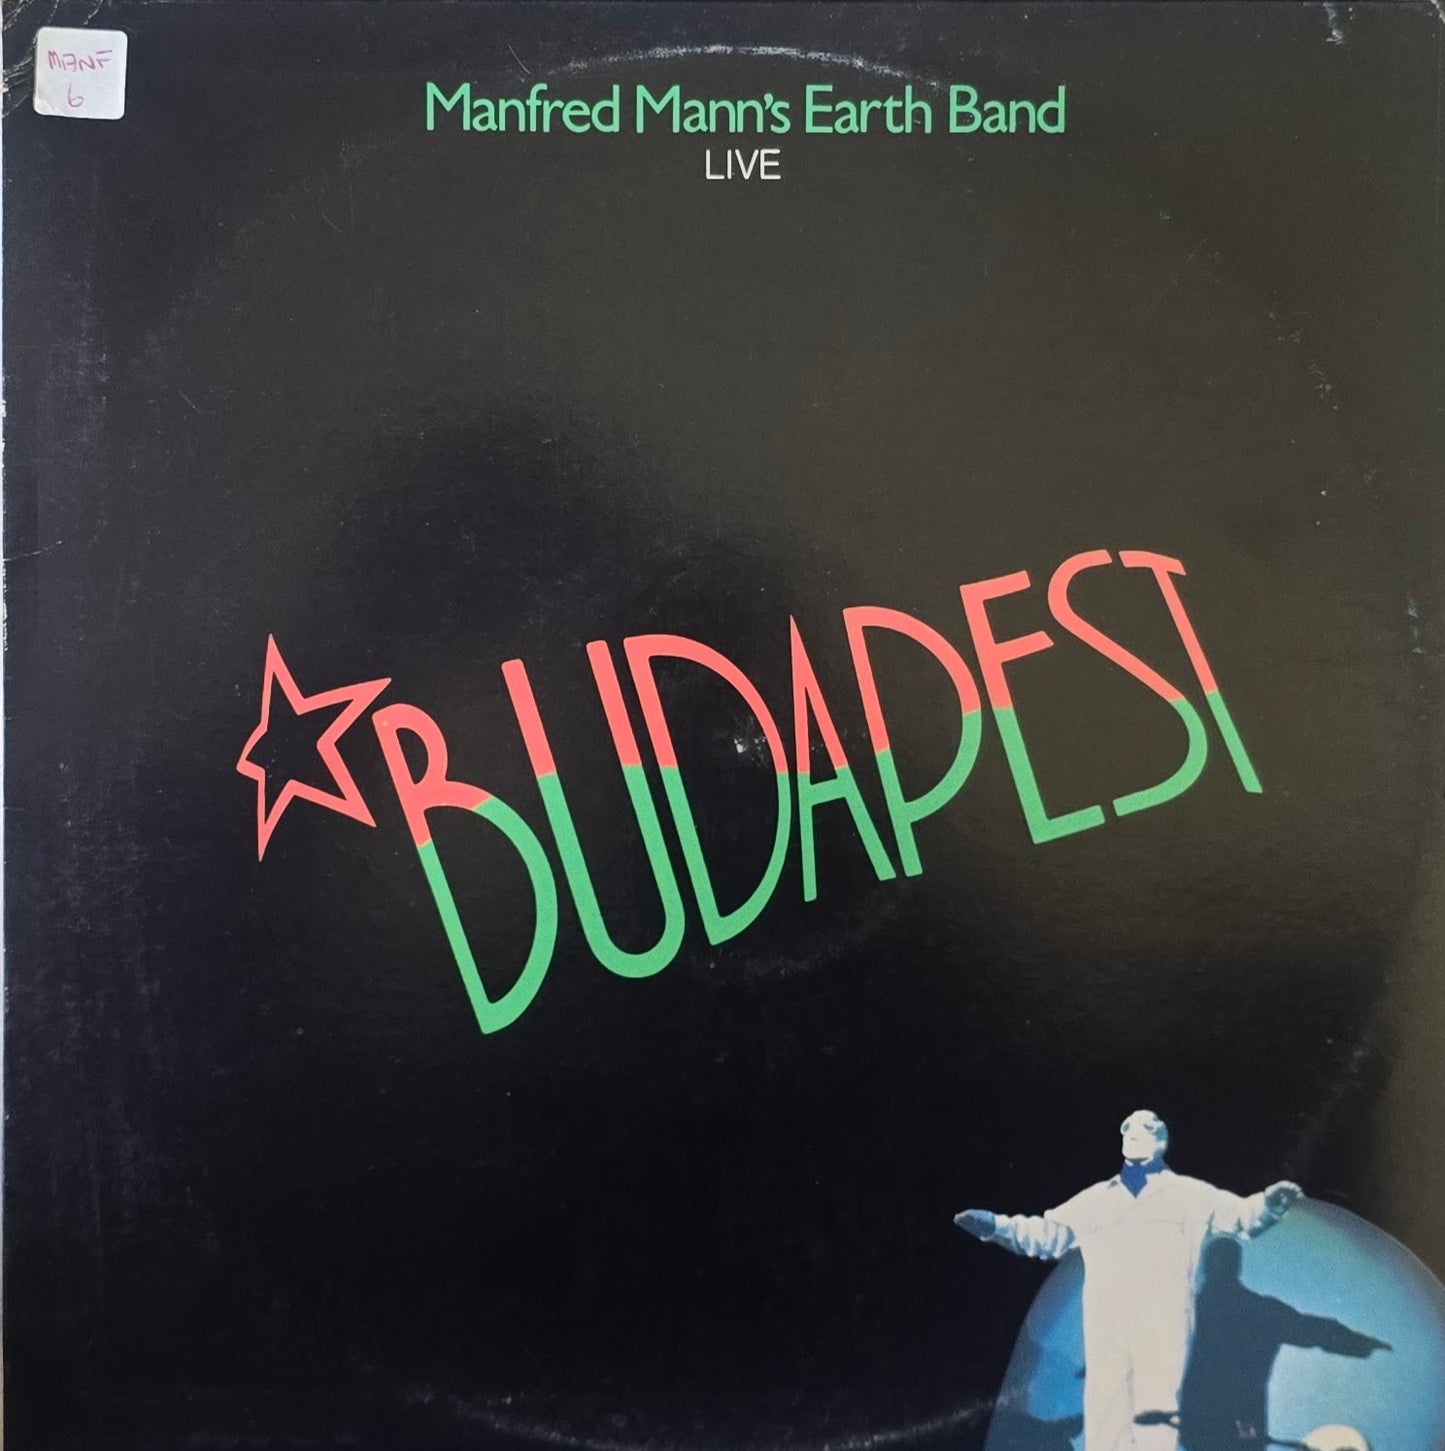 MANF
6
Manfred Mann's Earth Band
LIVE
BUDAPEST